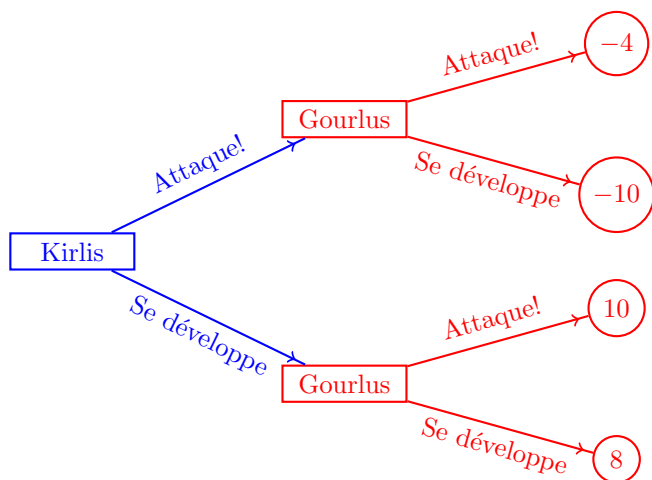 Attaque!
−4
Gourlus
Attaque!
Se développe
−10
Kirlis
Se développe
Attaque!
10
Gourlus
Se développe
8